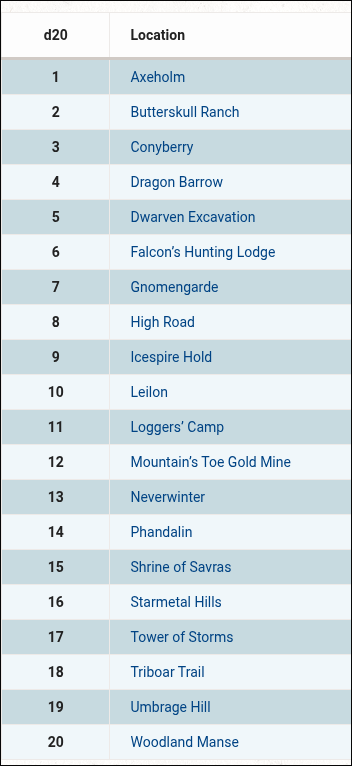 d20 Location
1 Axeholm
2 Butterskull Ranch
3 Conyberry
4 Dragon Barrow
5 Dwarven Excavation
6 Falcon’s Hunting Lodge
7 Gnomengarde
8 High Road
9 Icespire Hold
10 Leilon
11 Loggers’ Camp
12 Mountain’s Toe Gold Mine
13 Neverwinter
14 Phandalin
15 Shrine of Savras
16 Starmetal Hills
17 Tower of Storms
18 Triboar Trail
19 Umbrage Hill
20 Woodland Manse